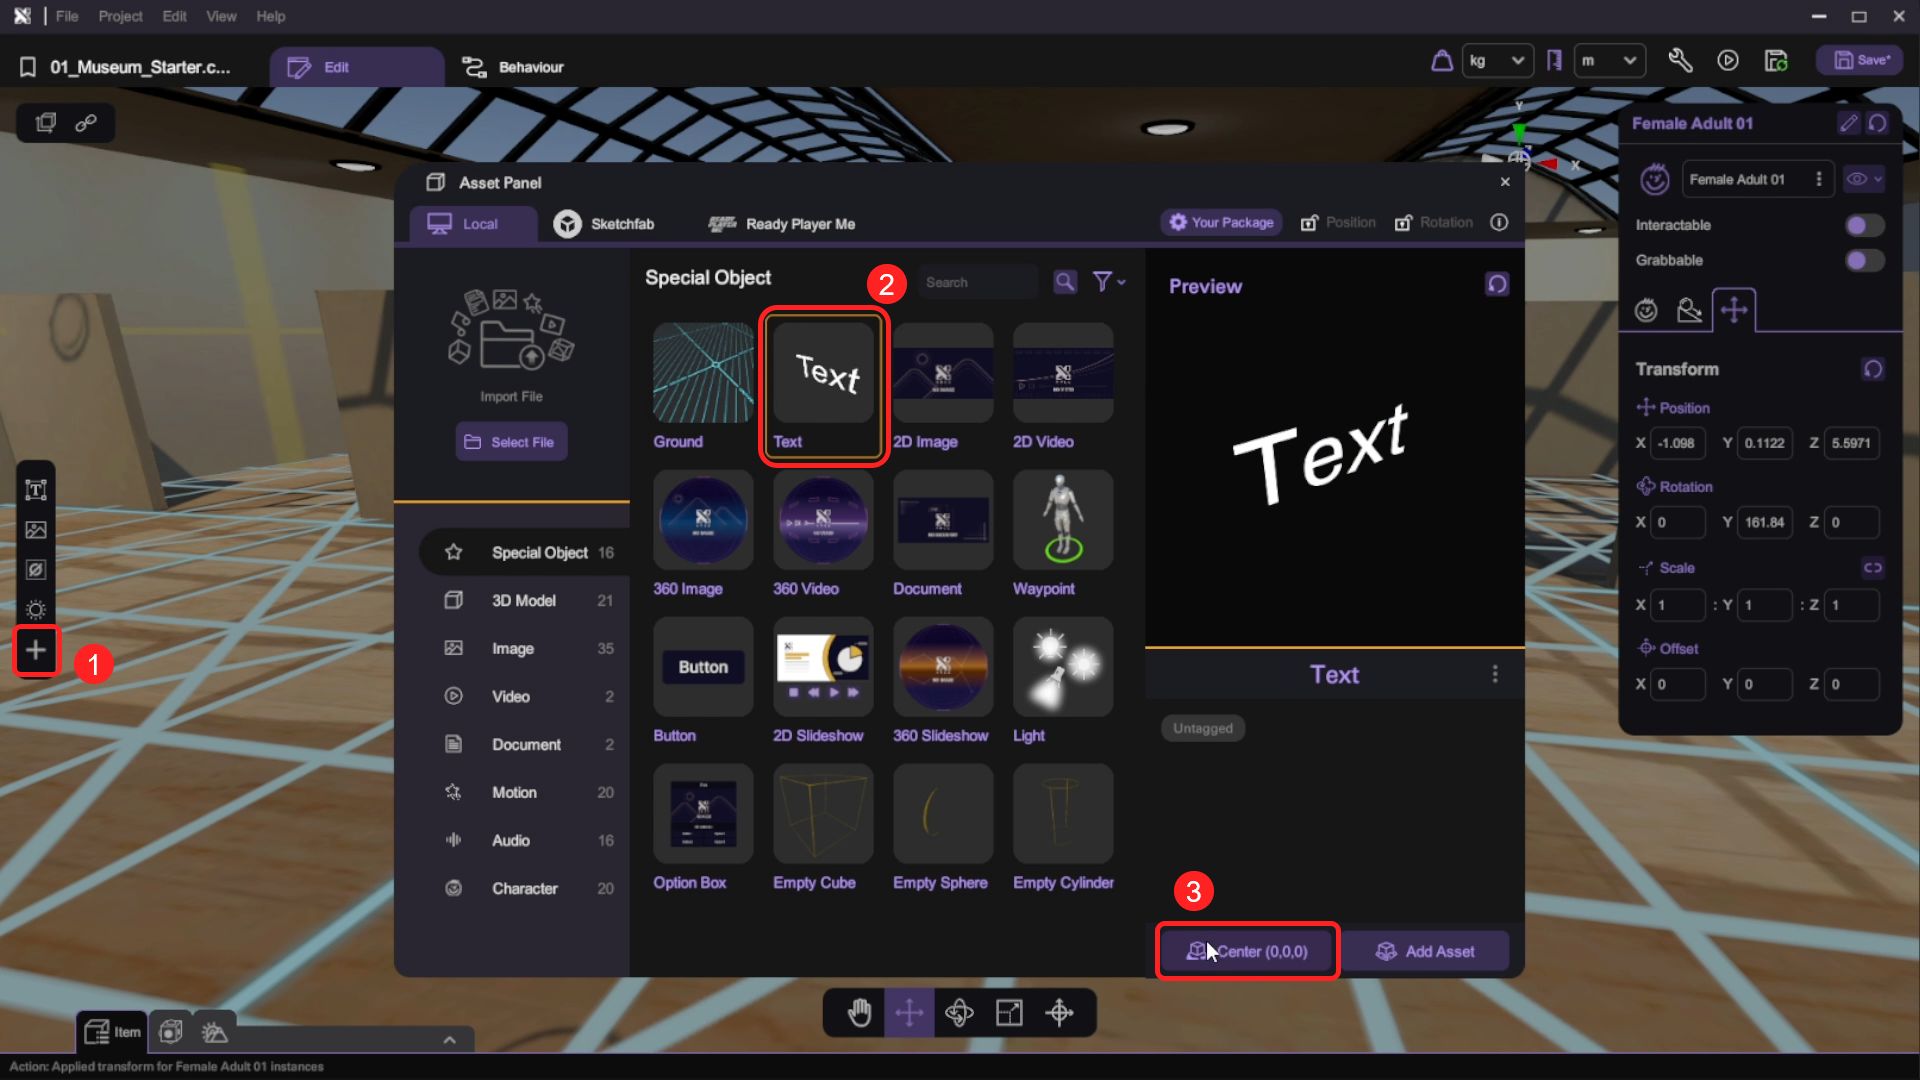 File Project Edit View Help
01_Museum_Starter.c... Edit Behaviour kg m Save*
Y X
Female Adult 01
Female Adult 01
Interactable
Grabbable
Transform
Position
X -1.098 Y 0.1122 Z 5.5971
Rotation
X 0 Y 161.84 Z 0
Scale
X 1 : Y 1 : Z 1
Offset
X 0 Y 0 Z 0
Asset Panel
Local Sketchfab Ready Player Me Your Package Position Rotation
Import File
Select File
Special Object 16
3D Model 21
Image 35
Video 2
Document 2
Motion 20
Audio 16
Character 20
Special Object 2 Search
Text
Ground Text 2D Image 2D Video
360 Image 360 Video Document Waypoint
Button
Button 2D Slideshow 360 Slideshow Light
Option Box Empty Cube Empty Sphere Empty Cylinder
Preview
Text
Text
Untagged
3
Center (0,0,0) Add Asset
1
Item
Action: Applied transform for Female Adult 01 instances